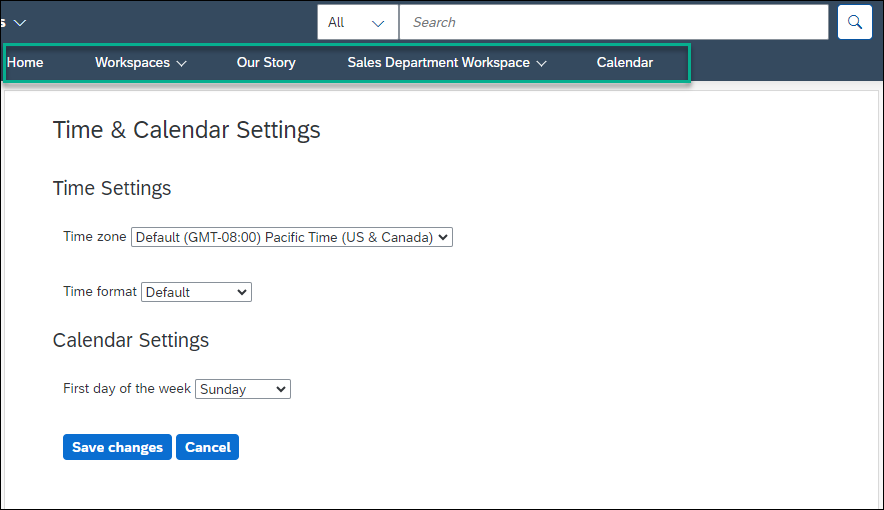 s
All Search
Home Workspaces Our Story Sales Department Workspace Calendar
Time & Calendar Settings
Time Settings
Time zone Default (GMT-08:00) Pacific Time (US & Canada)
Time format Default
Calendar Settings
First day of the week Sunday
Save changes Cancel